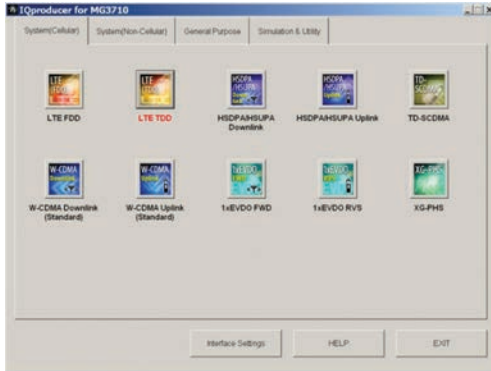 IQproducer for MG3710
System(Cellular) System(Non-Cellular) General Purpose Simulation & Utility
LTE FDD LTE TDD HSDPA/HSUPA Downlink HSDPA/HSUPA Uplink TD-SCDMA
W-CDMA Downlink (Standard) W-CDMA Uplink (Standard) 1xEVDO FWD 1xEVDO RVS XG-PHS
Interface Settings HELP EXIT